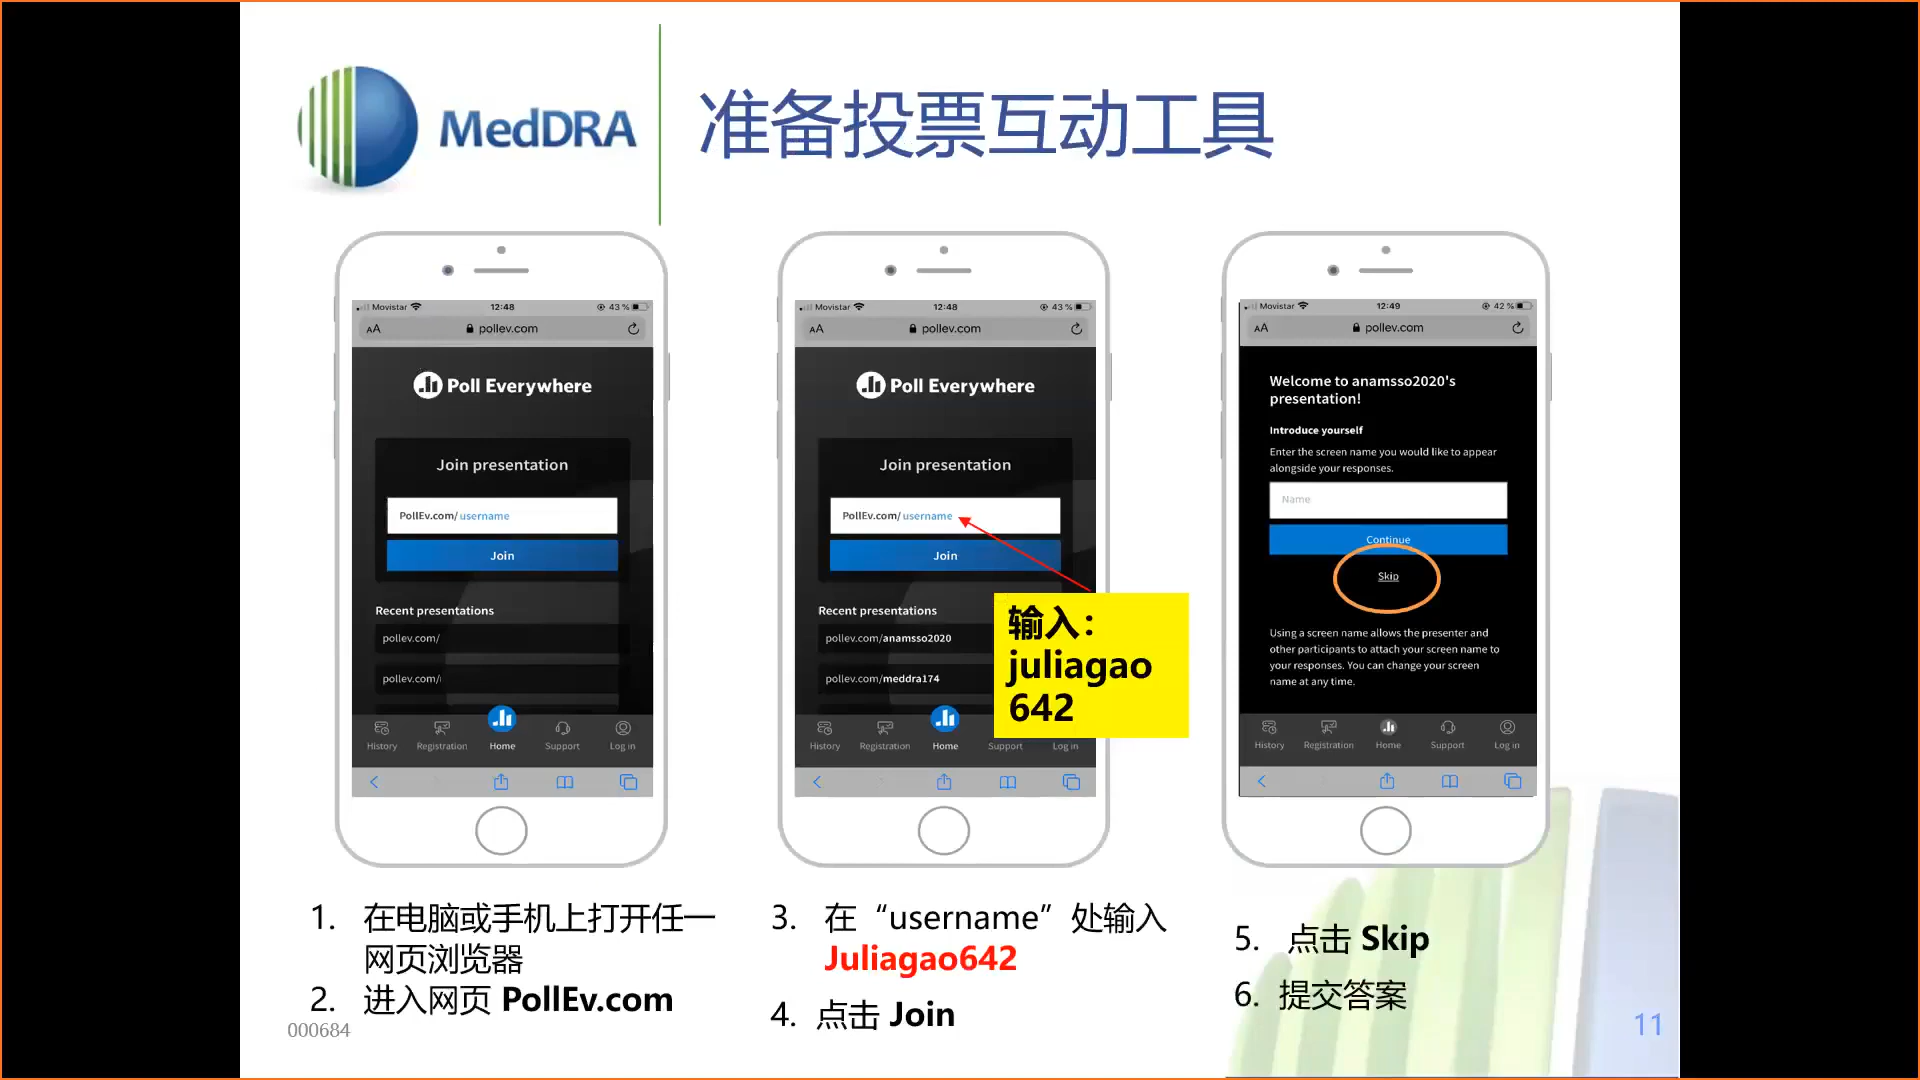 MedDRA
准备投票互动工具
Movistar 12:48 43 %
AA pollev.com
Poll Everywhere
Join presentation
PollEv.com/ username
Join
Recent presentations
pollev.com/
pollev.com/
History Registration Home Support Log in
Movistar 12:48 43 %
AA pollev.com
Poll Everywhere
Join presentation
PollEv.com/ username
Join
Recent presentations
pollev.com/anamsso2020
pollev.com/meddra174
History Registration Home Support Log in
输入：
juliagao
642
Movistar 12:49 42 %
AA pollev.com
Welcome to anamsso2020's
presentation!
Introduce yourself
Enter the screen name you would like to appear
alongside your responses.
Name
Continue
Skip
Using a screen name allows the presenter and
other participants to attach your screen name to
your responses. You can change your screen
name at any time.
History Registration Home Support Log in
1. 在电脑或手机上打开任一
网页浏览器
2. 进入网页 PollEv.com
3. 在“username”处输入
Juliagao642
4. 点击 Join
5. 点击 Skip
6. 提交答案
000684
11